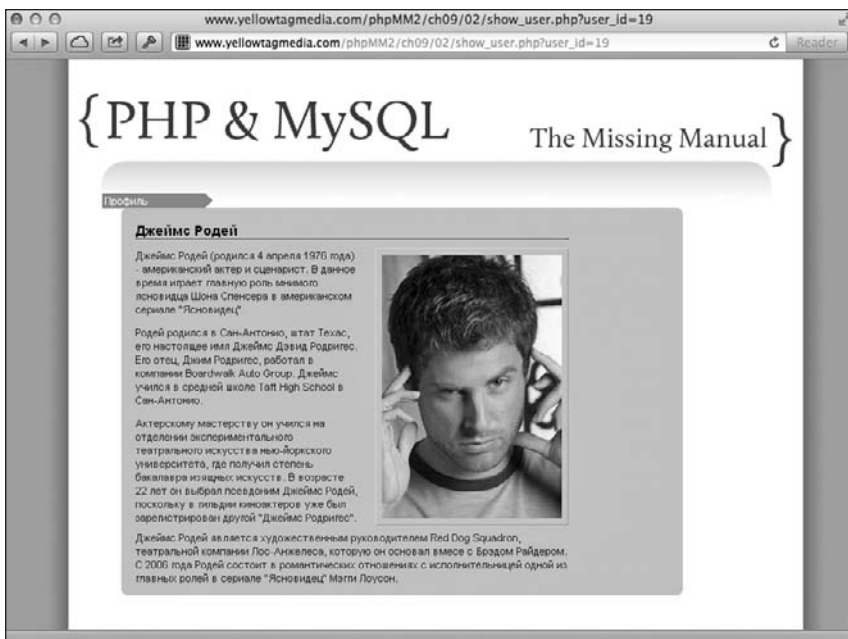 www.yellowtagmedia.com/phpMM2/ch09/02/show_user.php?user_id=19
www.yellowtagmedia.com/phpMM2/ch09/02/show_user.php?user_id=19
Reader
{PHP & MySQL
The Missing Manual}
Профиль
Джеймс Родей
Джеймс Родей (родился 4 апреля 1976 года)
- американский актер и сценарист. В данное
время играет главную роль мнимого
ясновидца Шона Спенсера в американском
сериале "Ясновидец".
Родей родился в Сан-Антонио, штат Техас,
его настоящее имя Джеймс Дэвид Родригес.
Его отец, Джим Родригес, работал в
компании Boardwalk Auto Group. Джеймс
учился в средней школе Taft High School в
Сан-Антонио.
Актерскому мастерству он учился на
отделении экспериментального
театрального искусства нью-йоркского
университета, где получил степень
бакалавра изящных искусств. В возрасте
22 лет он выбрал псевдоним Джеймс Родей,
поскольку в гильдии киноактеров уже был
зарегистрирован другой "Джеймс Родригес".
Джеймс Родей является художественным руководителем Red Dog Squadron,
театральной компании Лос-Анжелеса, которую он основал вмесе с Брэдом Райдером.
С 2006 года Родей состоит в романтических отношениях с исполнительницей одной из
главных ролей в сериале "Ясновидец" Мэгги Лоусон.